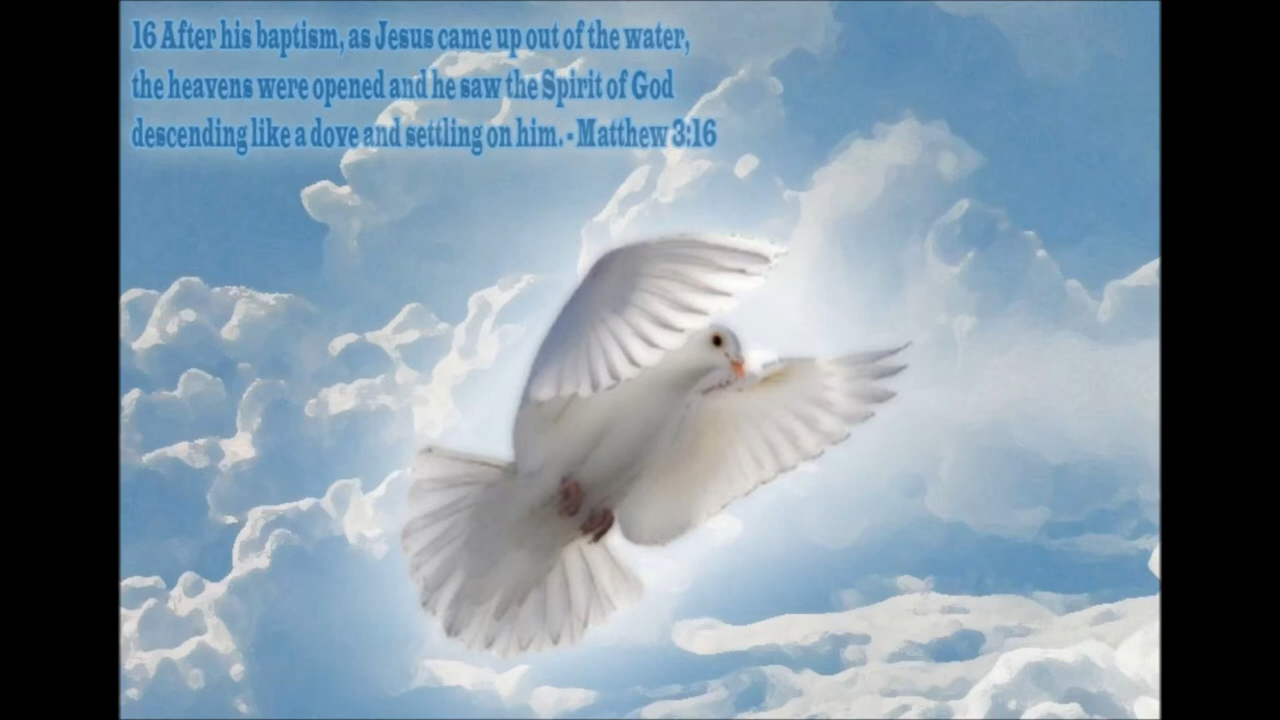 16 After his baptism, as Jesus came up out of the water,
the heavens were opened and he saw the Spirit of God
descending like a dove and settling on him. - Matthew 3:16